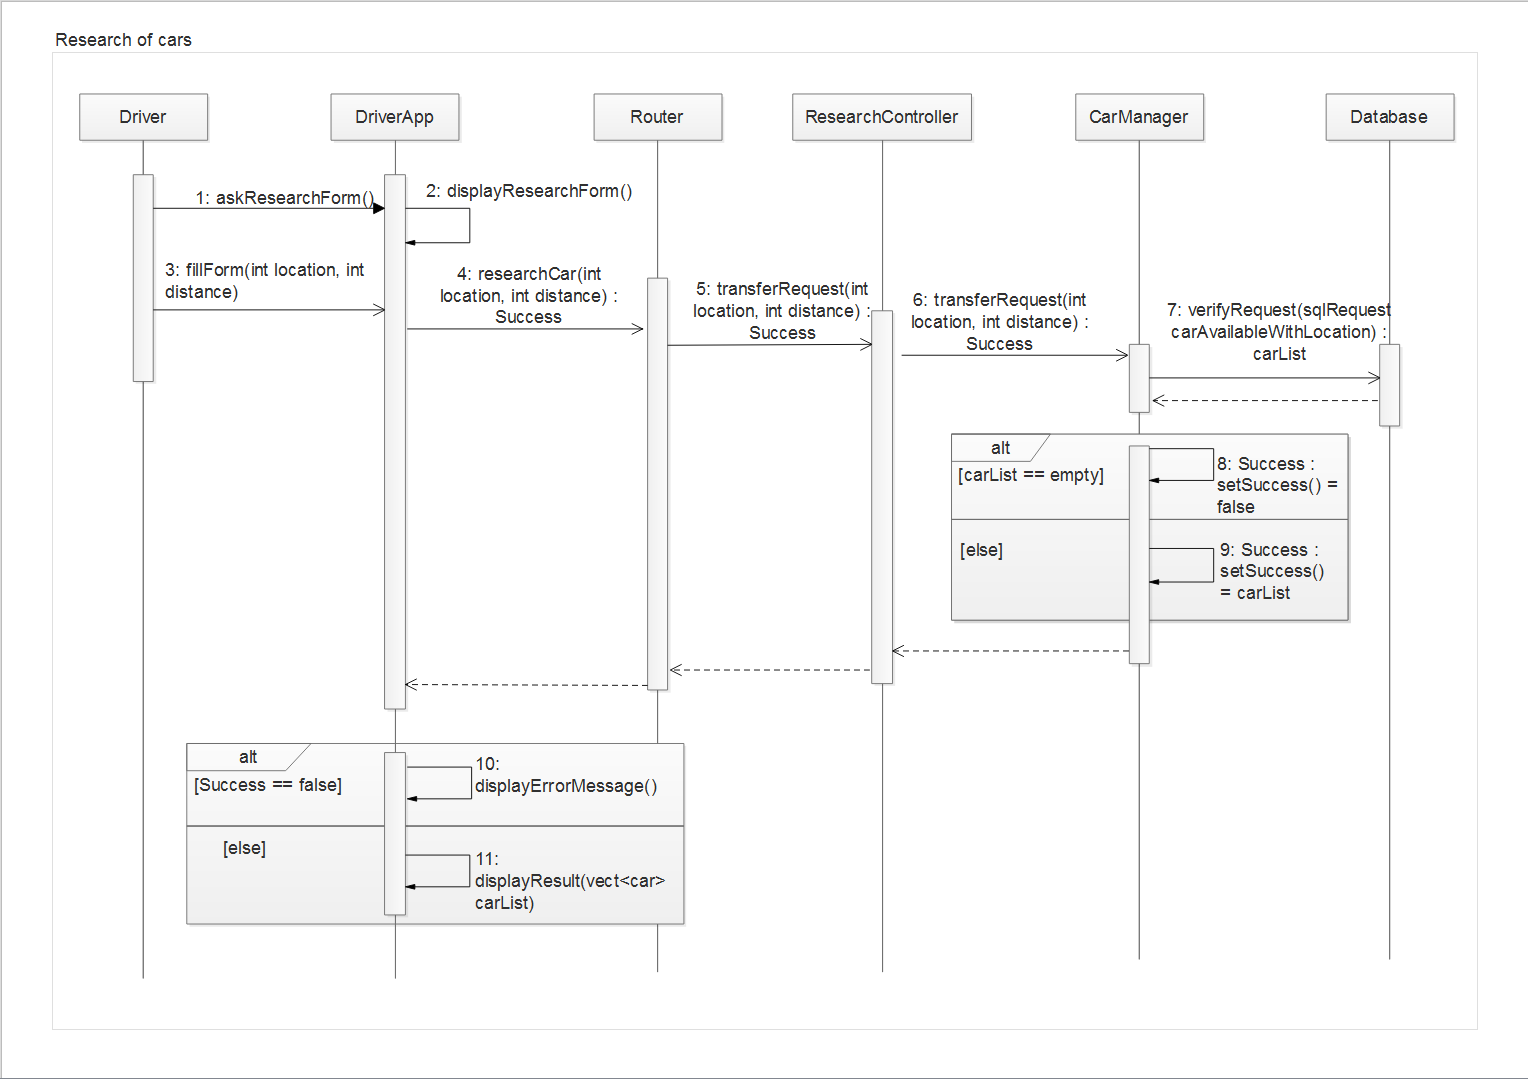 Research of cars
Driver
DriverApp
Router
ResearchController
CarManager
Database
1: askResearchForm()
2: displayResearchForm()
3: fillForm(int location, int
distance)
4: researchCar(int
location, int distance) :
Success
5: transferRequest(int
location, int distance) :
Success
6: transferRequest(int
location, int distance) :
Success
7: verifyRequest(sqlRequest
carAvailableWithLocation) :
carList
alt
[carList == empty]
8: Success :
setSuccess() =
false
[else]
9: Success :
setSuccess()
= carList
alt
[Success == false]
10:
displayErrorMessage()
[else]
11:
displayResult(vect<car>
carList)